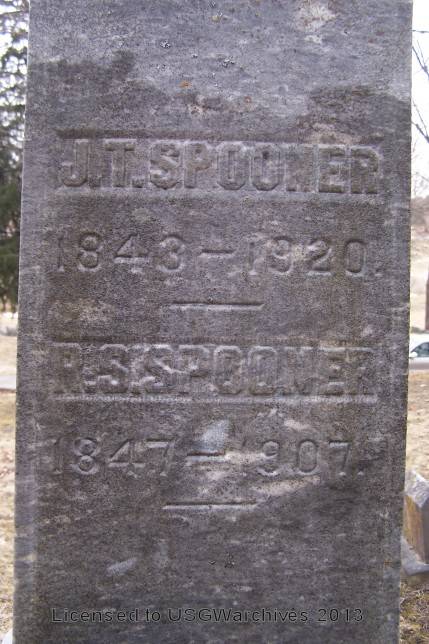 J.T. SPOONER
1843 – 1920.
R.S. SPOONER
1847 – 1907.
Licensed to USGWarchives, 2013